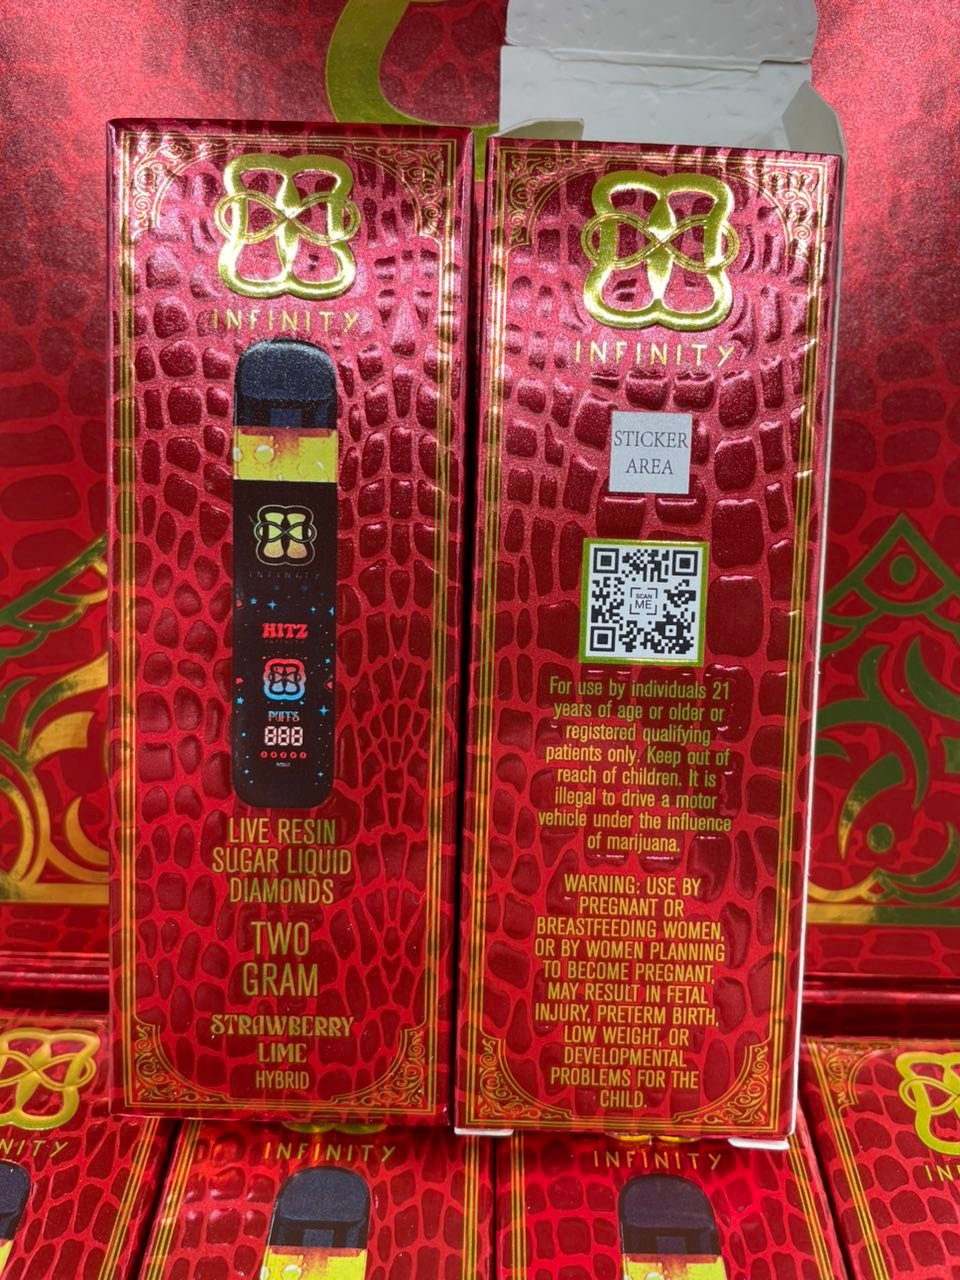 INFINITY
INFINITY
HITZ
PUFFS
888
LIVE RESIN
SUGAR LIQUID
DIAMONDS
TWO
GRAM
STRAWBERRY
LIME
HYBRID
INFINITY
STICKER
AREA
SCAN
ME
For use by individuals 21
years of age or older or
registered qualifying
patients only. Keep out of
reach of children. It is
illegal to drive a motor
vehicle under the influence
of marijuana.
WARNING: USE BY
PREGNANT OR
BREASTFEEDING WOMEN,
OR BY WOMEN PLANNING
TO BECOME PREGNANT,
MAY RESULT IN FETAL
INJURY, PRETERM BIRTH,
LOW WEIGHT, OR
DEVELOPMENTAL
PROBLEMS FOR THE
CHILD.
INFINITY
INFINITY